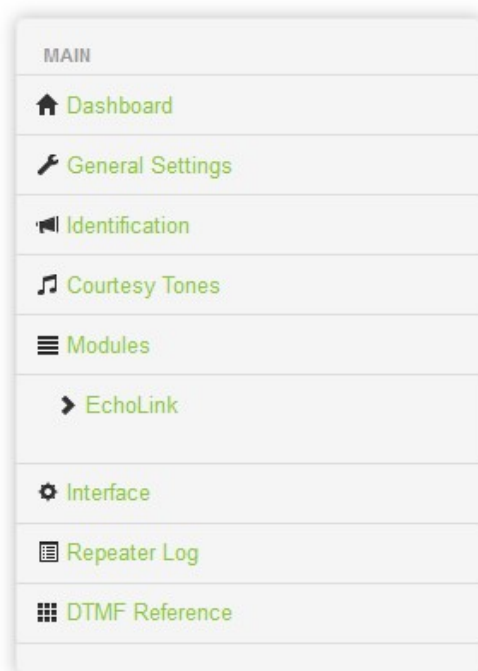 MAIN
Dashboard
General Settings
Identification
Courtesy Tones
Modules
EchoLink
Interface
Repeater Log
DTMF Reference